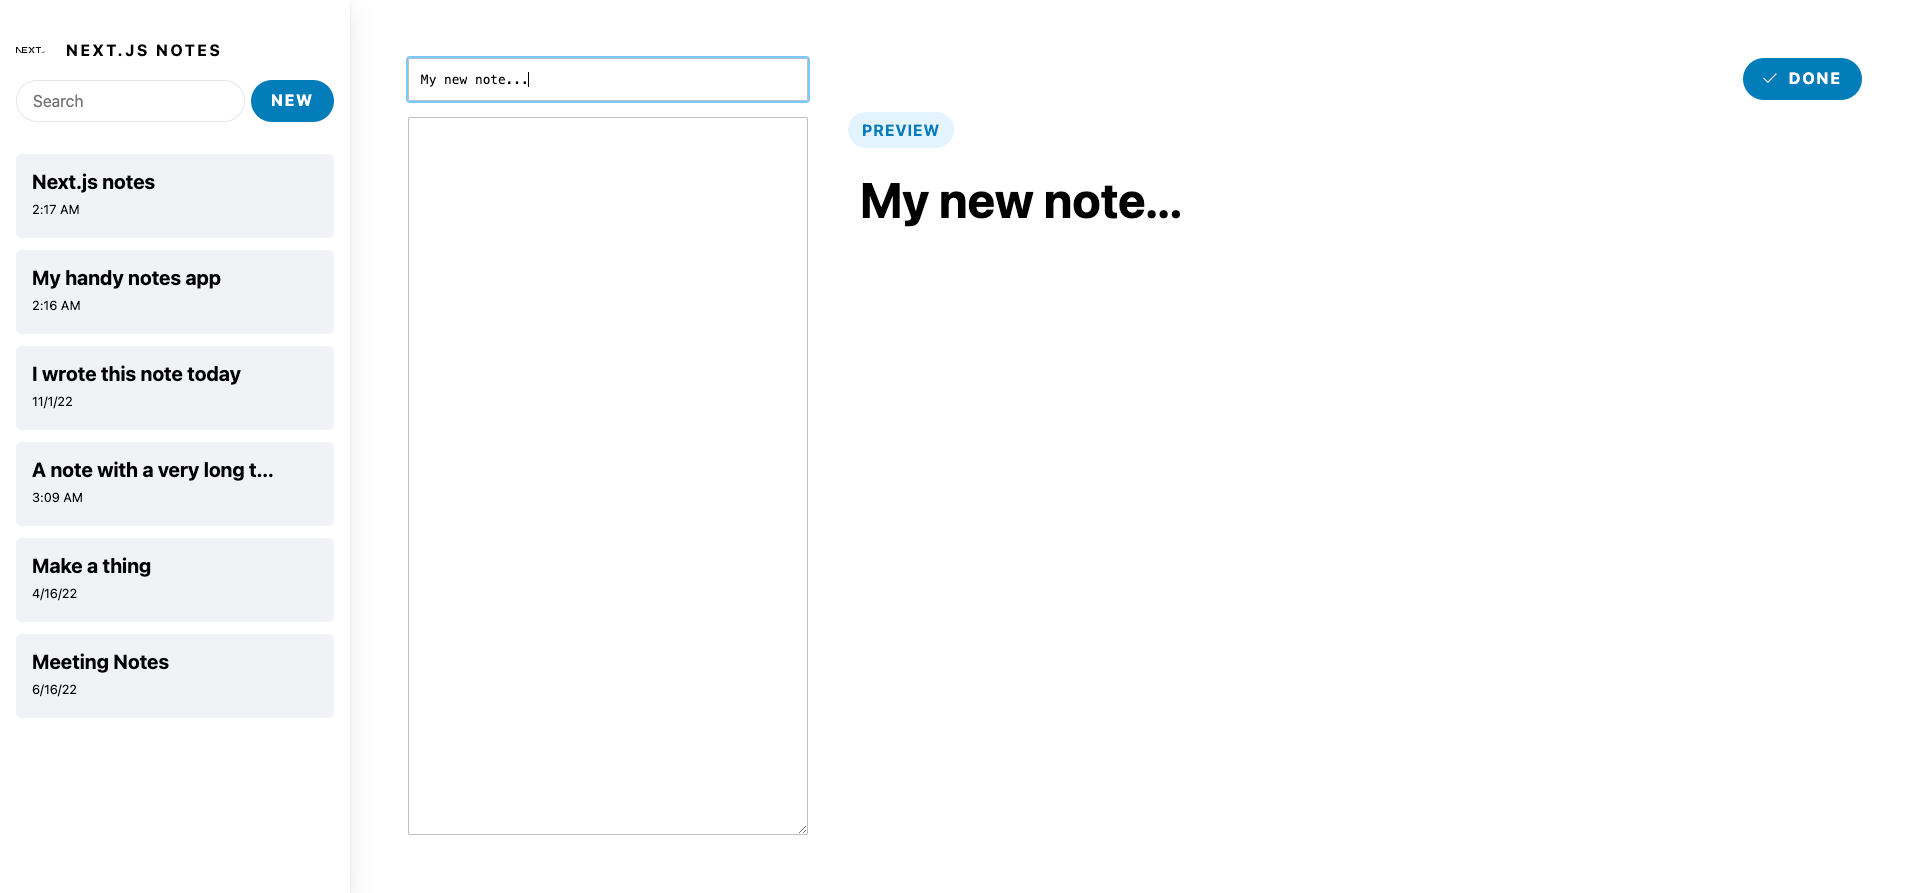 NEXT.JS NOTES
Search
NEW
Next.js notes
2:17 AM
My handy notes app
2:16 AM
I wrote this note today
11/1/22
A note with a very long t...
3:09 AM
Make a thing
4/16/22
Meeting Notes
6/16/22
My new note...
DONE
PREVIEW
My new note...